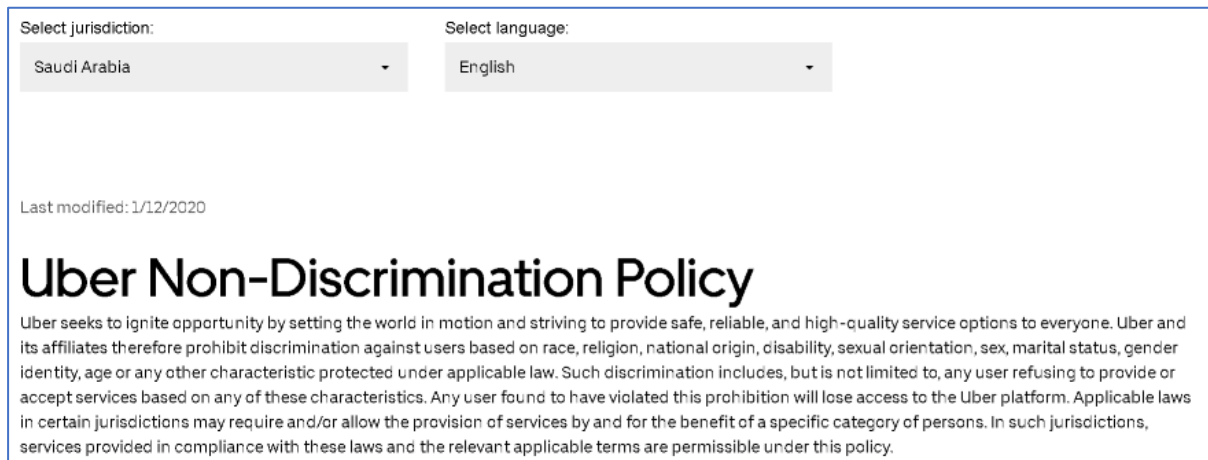 Select jurisdiction: Select language:
Saudi Arabia English
Last modified: 1/12/2020
Uber Non-Discrimination Policy
Uber seeks to ignite opportunity by setting the world in motion and striving to provide safe, reliable, and high-quality service options to everyone. Uber and
its affiliates therefore prohibit discrimination against users based on race, religion, national origin, disability, sexual orientation, sex, marital status, gender
identity, age or any other characteristic protected under applicable law. Such discrimination includes, but is not limited to, any user refusing to provide or
accept services based on any of these characteristics. Any user found to have violated this prohibition will lose access to the Uber platform. Applicable laws
in certain jurisdictions may require and/or allow the provision of services by and for the benefit of a specific category of persons. In such jurisdictions,
services provided in compliance with these laws and the relevant applicable terms are permissible under this policy.